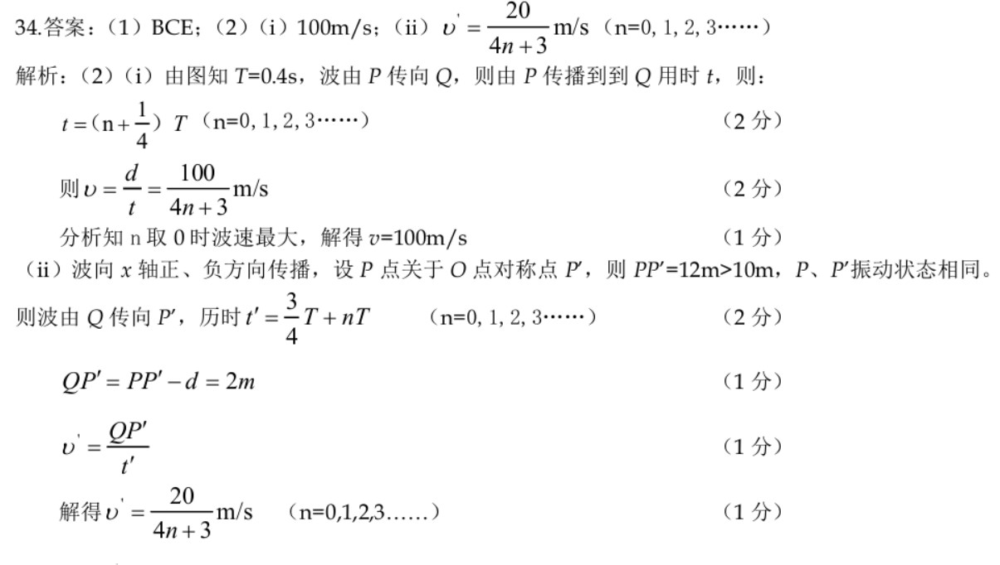 34.答案：（1）BCE；（2）（i）100m/s；（ii）υ' = 20/(4n+3) m/s（n=0, 1, 2, 3……）
解析：（2）（i）由图知 T=0.4s，波由 P 传向 Q，则由 P 传播到到 Q 用时 t，则：
t =（n+1/4）T（n=0, 1, 2, 3……）（2 分）
则 υ = d/t = 100/(4n+3) m/s（2 分）
分析知 n 取 0 时波速最大，解得 v=100m/s（1 分）
（ii）波向 x 轴正、负方向传播，设 P 点关于 O 点对称点 P′，则 PP′=12m>10m，P、P′振动状态相同。
则波由 Q 传向 P′，历时 t′ = 3/4 T + nT（n=0, 1, 2, 3……）（2 分）
QP′ = PP′ − d = 2m（1 分）
υ' = QP′/t′（1 分）
解得 υ' = 20/(4n+3) m/s（n=0,1,2,3……）（1 分）